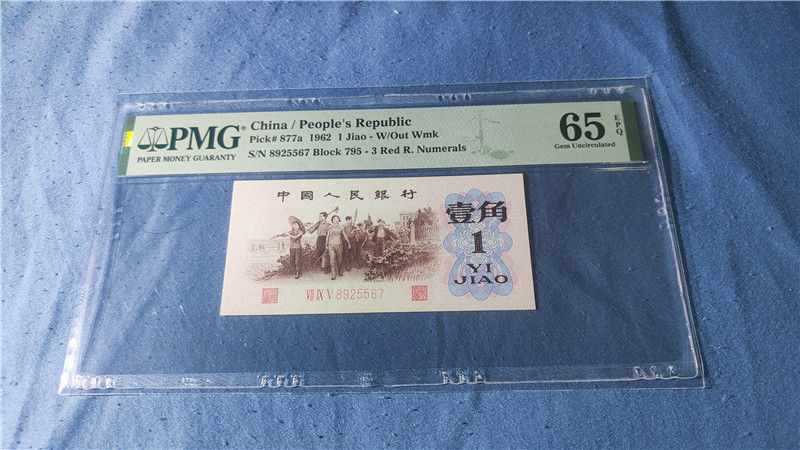 PMG®
PAPER MONEY GUARANTY
China / People's Republic
Pick# 877a 1962 1 Jiao - W/Out Wmk
S/N 8925567 Block 795 - 3 Red R. Numerals
65 EPQ
Gem Uncirculated
中國人民銀行
壹角
1
YI
JIAO
Ⅶ Ⅸ Ⅴ 8925567